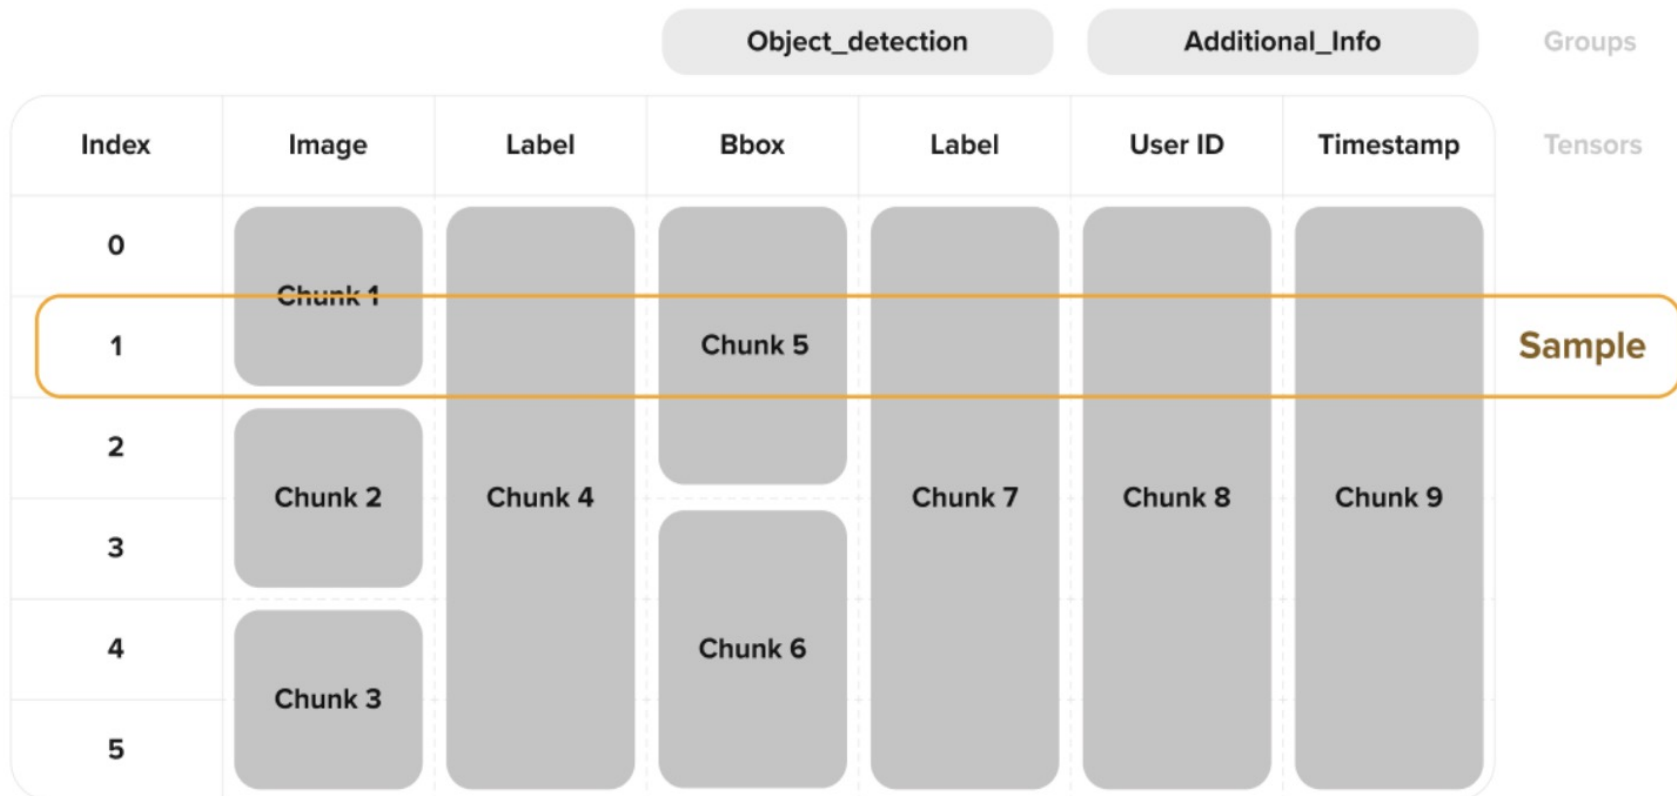 Object_detection Additional_Info Groups
Index Image Label Bbox Label User ID Timestamp Tensors
0
Chunk 1
1 Chunk 5 Sample
2
Chunk 2 Chunk 4 Chunk 7 Chunk 8 Chunk 9
3
4 Chunk 6
Chunk 3
5